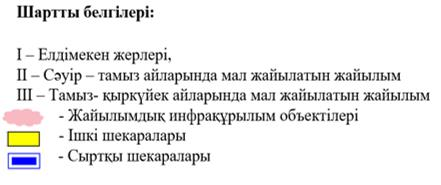 Шартты белгілері:
I – Елдімекен жерлері,
II – Сәуір – тамыз айларында мал жайылатын жайылым
III – Тамыз- қыркүйек айларында мал жайылатын жайылым
- Жайылымдық инфрақұрылым объектілері
- Ішкі шекаралары
- Сыртқы шекаралары